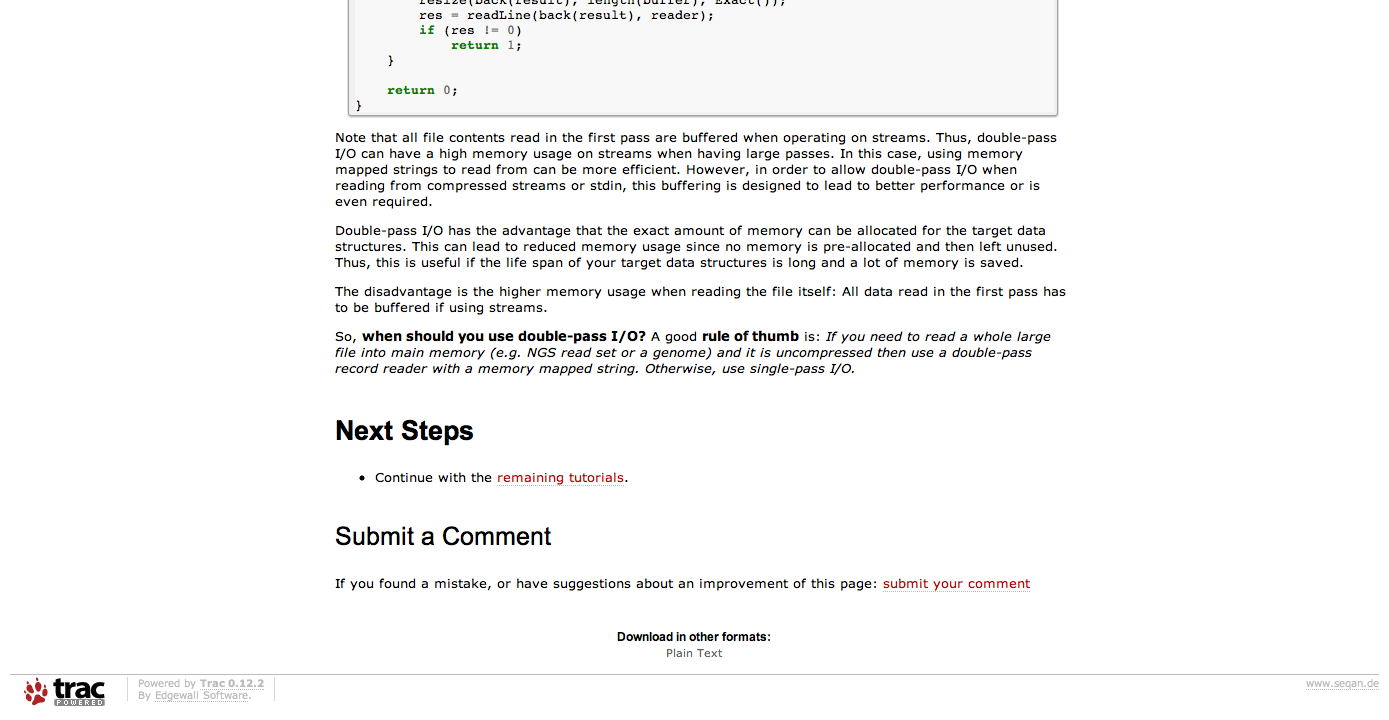 resize(back(result), length(buffer), Exact());
res = readLine(back(result), reader);
if (res != 0)
return 1;
}
return 0;
}
Note that all file contents read in the first pass are buffered when operating on streams. Thus, double-pass
I/O can have a high memory usage on streams when having large passes. In this case, using memory
mapped strings to read from can be more efficient. However, in order to allow double-pass I/O when
reading from compressed streams or stdin, this buffering is designed to lead to better performance or is
even required.
Double-pass I/O has the advantage that the exact amount of memory can be allocated for the target data
structures. This can lead to reduced memory usage since no memory is pre-allocated and then left unused.
Thus, this is useful if the life span of your target data structures is long and a lot of memory is saved.
The disadvantage is the higher memory usage when reading the file itself: All data read in the first pass has
to be buffered if using streams.
So, when should you use double-pass I/O? A good rule of thumb is: If you need to read a whole large
file into main memory (e.g. NGS read set or a genome) and it is uncompressed then use a double-pass
record reader with a memory mapped string. Otherwise, use single-pass I/O.
Next Steps
• Continue with the remaining tutorials.
Submit a Comment
If you found a mistake, or have suggestions about an improvement of this page: submit your comment
Download in other formats:
Plain Text
trac
POWERED
Powered by Trac 0.12.2
By Edgewall Software.
www.seqan.de